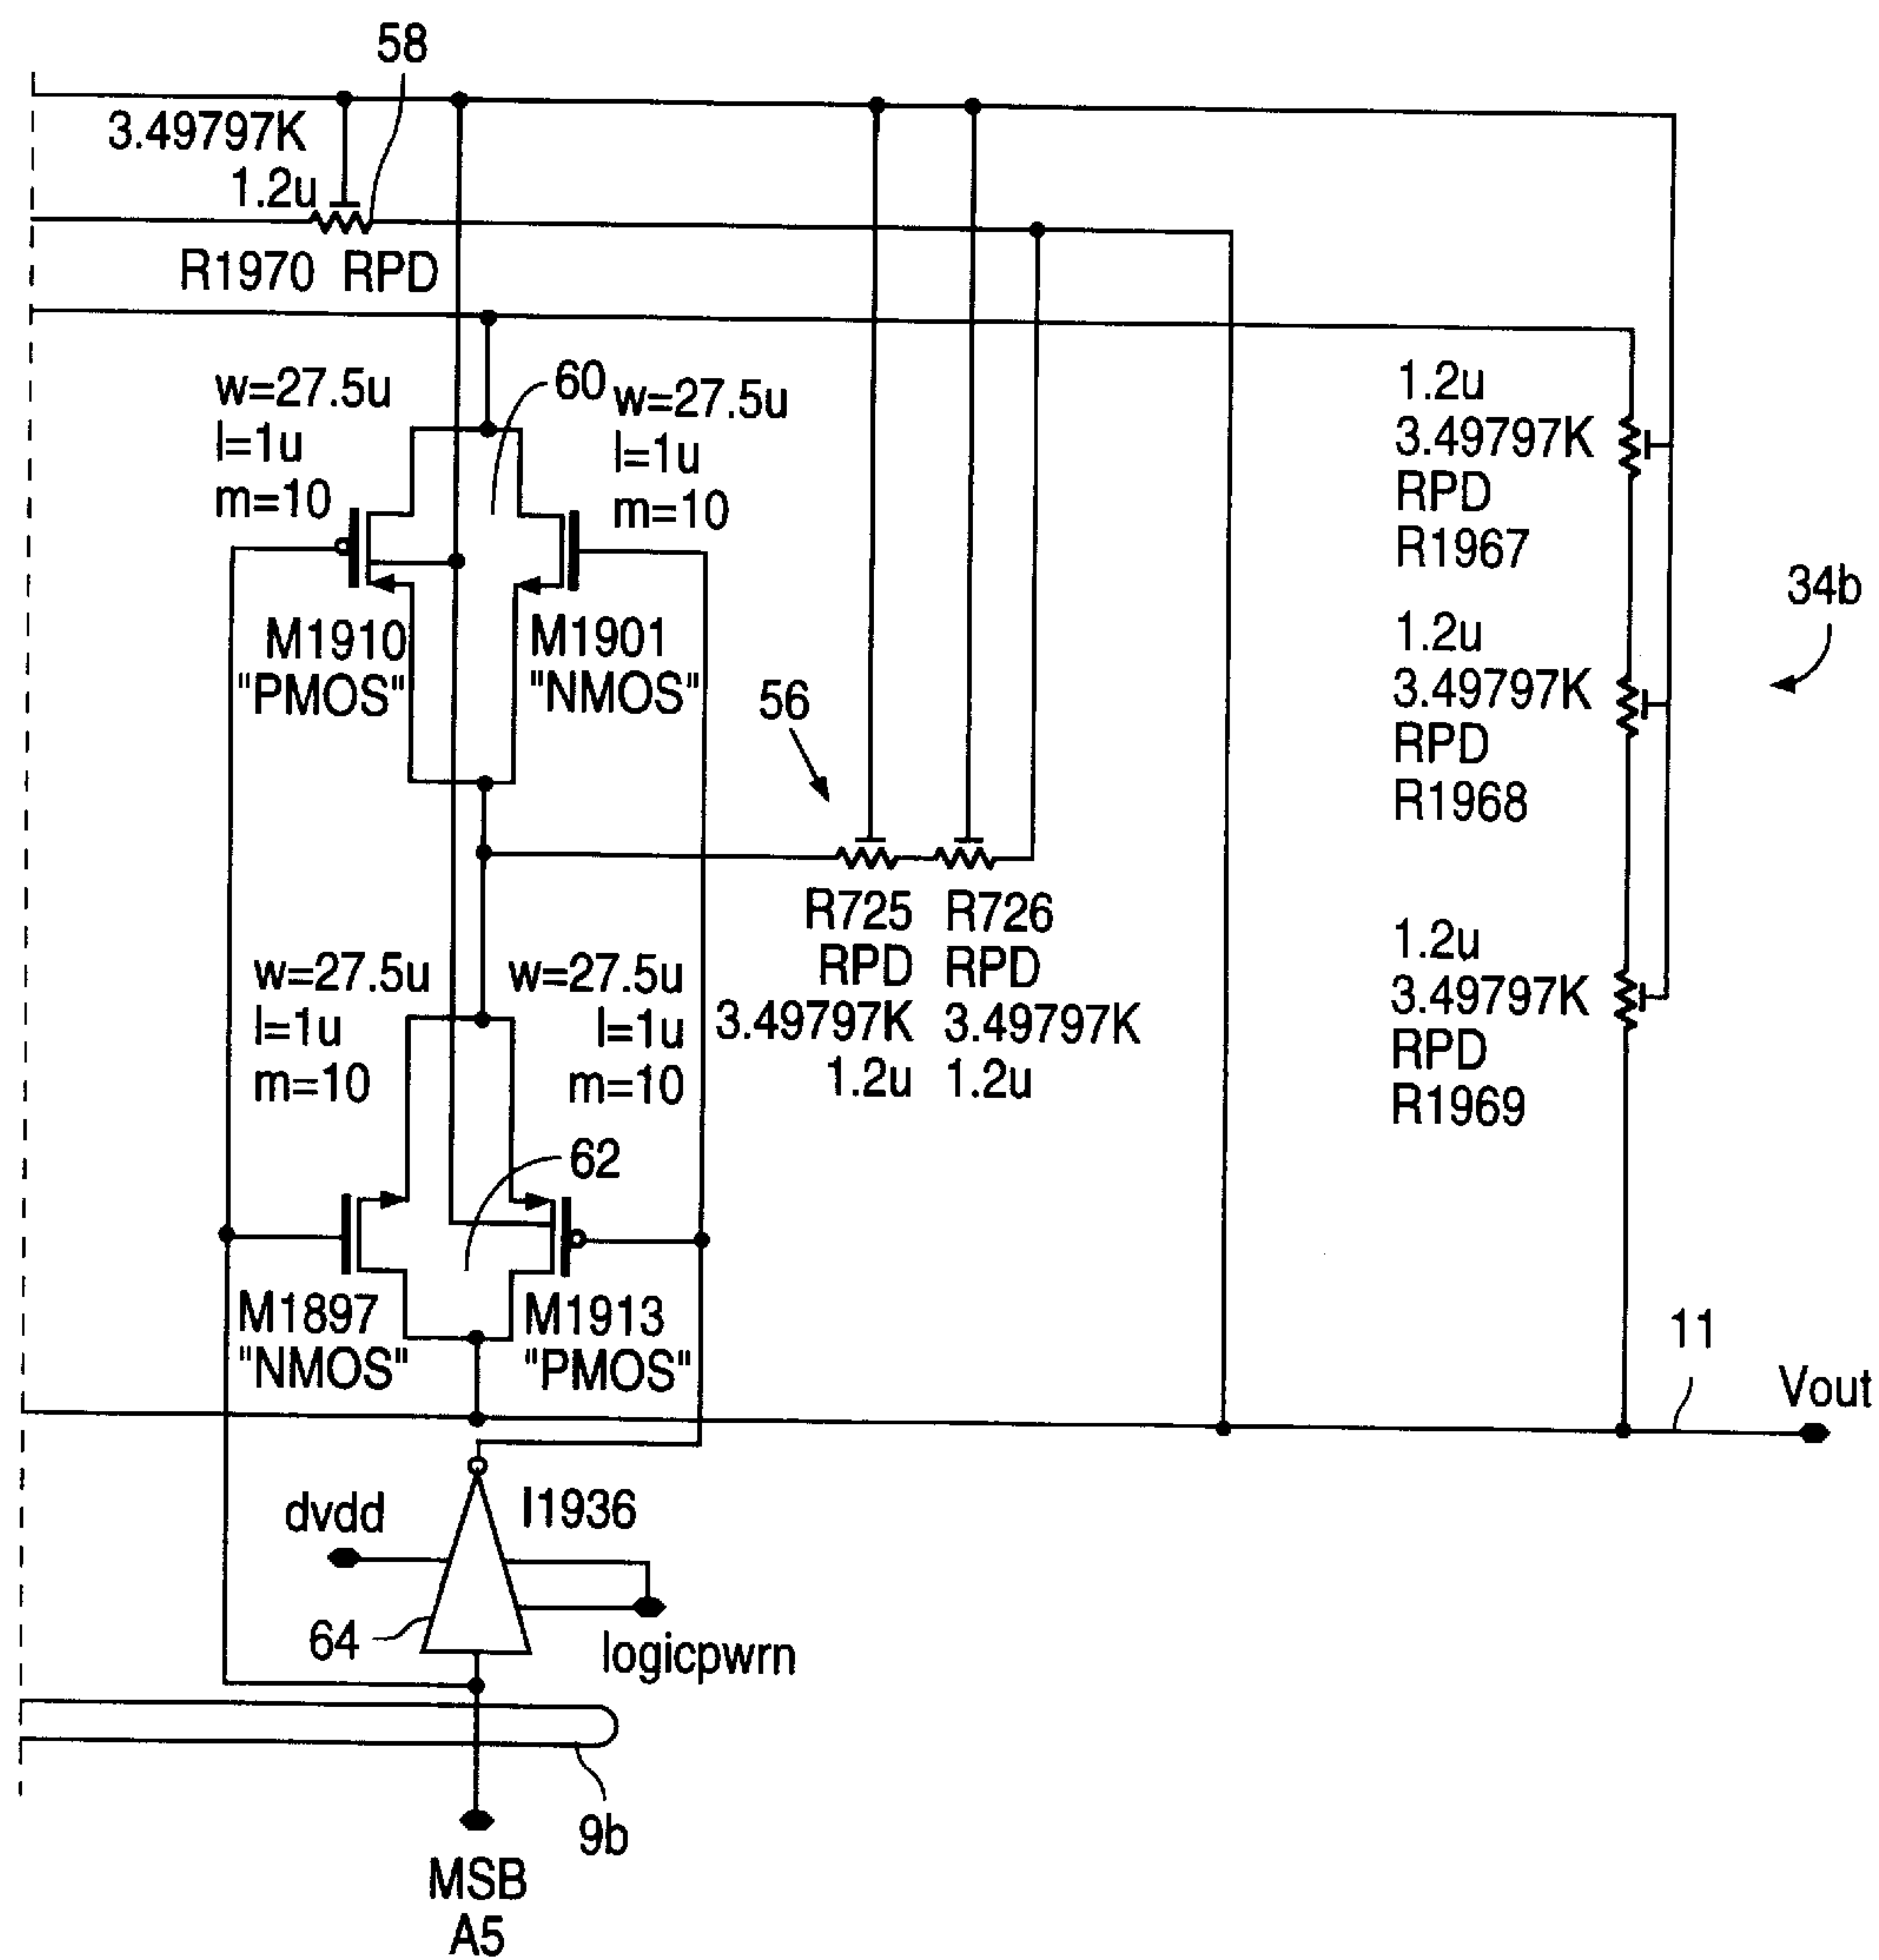 58
3.49797K
1.2u
R1970 RPD
w=27.5u
l=1u
m=10
60
w=27.5u
l=1u
m=10
M1910
"PMOS"
M1901
"NMOS"
1.2u
3.49797K
RPD
R1967
34b
1.2u
3.49797K
RPD
R1968
56
R725 R726
RPD RPD
3.49797K 3.49797K
1.2u 1.2u
1.2u
3.49797K
RPD
R1969
w=27.5u
l=1u
m=10
w=27.5u
l=1u
m=10
62
M1897
"NMOS"
M1913
"PMOS"
11
Vout
dvdd
I1936
64
logicpwrn
9b
MSB
A5